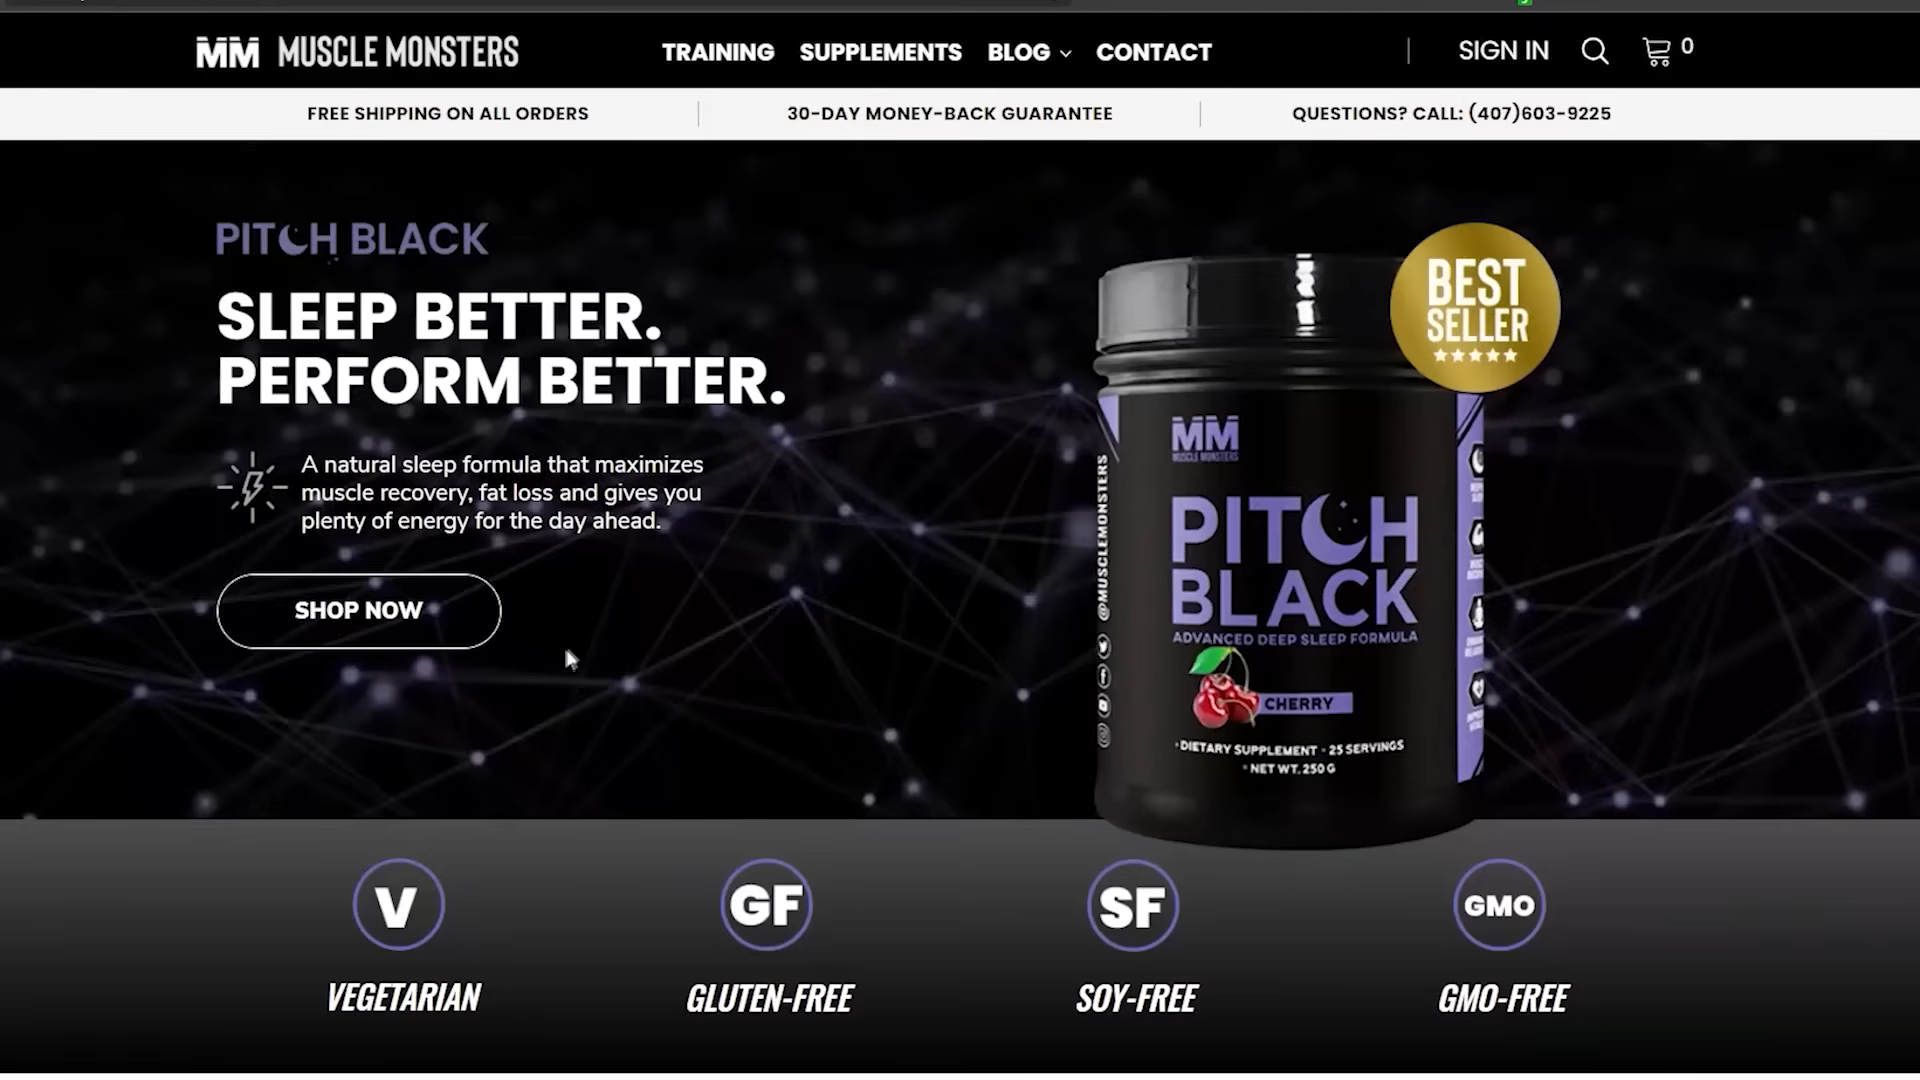 MM MUSCLE MONSTERS
TRAINING SUPPLEMENTS BLOG CONTACT
SIGN IN
0
FREE SHIPPING ON ALL ORDERS
30-DAY MONEY-BACK GUARANTEE
QUESTIONS? CALL: (407)603-9225
PITCH BLACK
SLEEP BETTER.
PERFORM BETTER.
A natural sleep formula that maximizes
muscle recovery, fat loss and gives you
plenty of energy for the day ahead.
SHOP NOW
BEST
SELLER
MM
MUSCLE MONSTERS
@MUSCLEMONSTERS
PITCH
BLACK
ADVANCED DEEP SLEEP FORMULA
CHERRY
• DIETARY SUPPLEMENT • 25 SERVINGS
• NET WT. 250 G
V
VEGETARIAN
GF
GLUTEN-FREE
SF
SOY-FREE
GMO
GMO-FREE